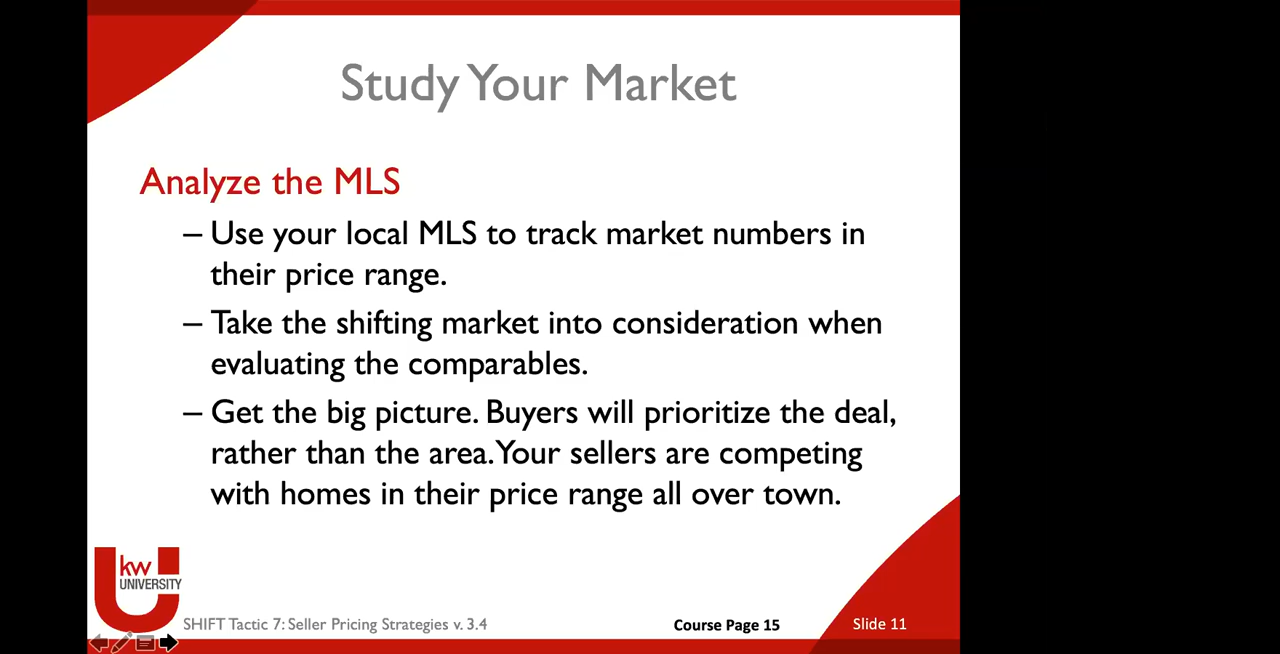 Study Your Market
Analyze the MLS
– Use your local MLS to track market numbers in
their price range.
– Take the shifting market into consideration when
evaluating the comparables.
– Get the big picture. Buyers will prioritize the deal,
rather than the area. Your sellers are competing
with homes in their price range all over town.
kw
UNIVERSITY
SHIFT Tactic 7: Seller Pricing Strategies v. 3.4
Course Page 15
Slide 11